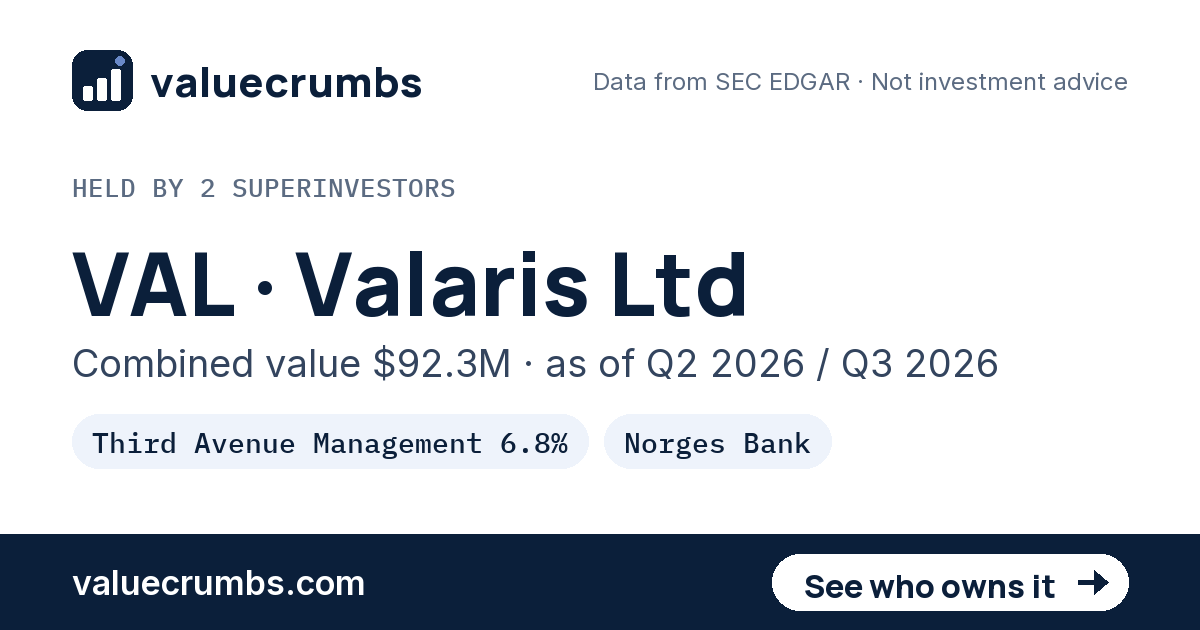 valuecrumbs
Data from SEC EDGAR · Not investment advice
HELD BY 2 SUPERINVESTORS
VAL · Valaris Ltd
Combined value $92.3M · as of Q2 2026 / Q3 2026
Third Avenue Management 6.8%
Norges Bank
valuecrumbs.com
See who owns it →